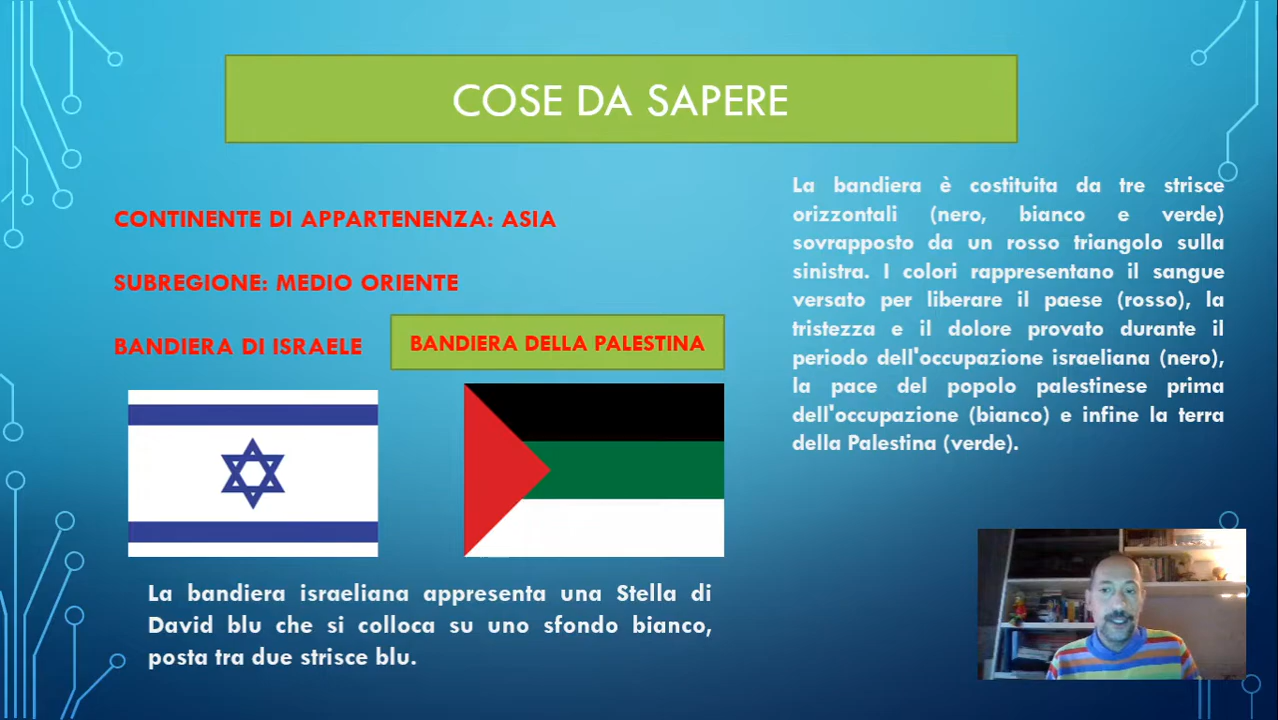 COSE DA SAPERE
CONTINENTE DI APPARTENENZA: ASIA
SUBREGIONE: MEDIO ORIENTE
BANDIERA DI ISRAELE
BANDIERA DELLA PALESTINA
La bandiera israeliana appresenta una Stella di
David blu che si colloca su uno sfondo bianco,
posta tra due strisce blu.
La bandiera è costituita da tre strisce
orizzontali (nero, bianco e verde)
sovrapposto da un rosso triangolo sulla
sinistra. I colori rappresentano il sangue
versato per liberare il paese (rosso), la
tristezza e il dolore provato durante il
periodo dell'occupazione israeliana (nero),
la pace del popolo palestinese prima
dell'occupazione (bianco) e infine la terra
della Palestina (verde).